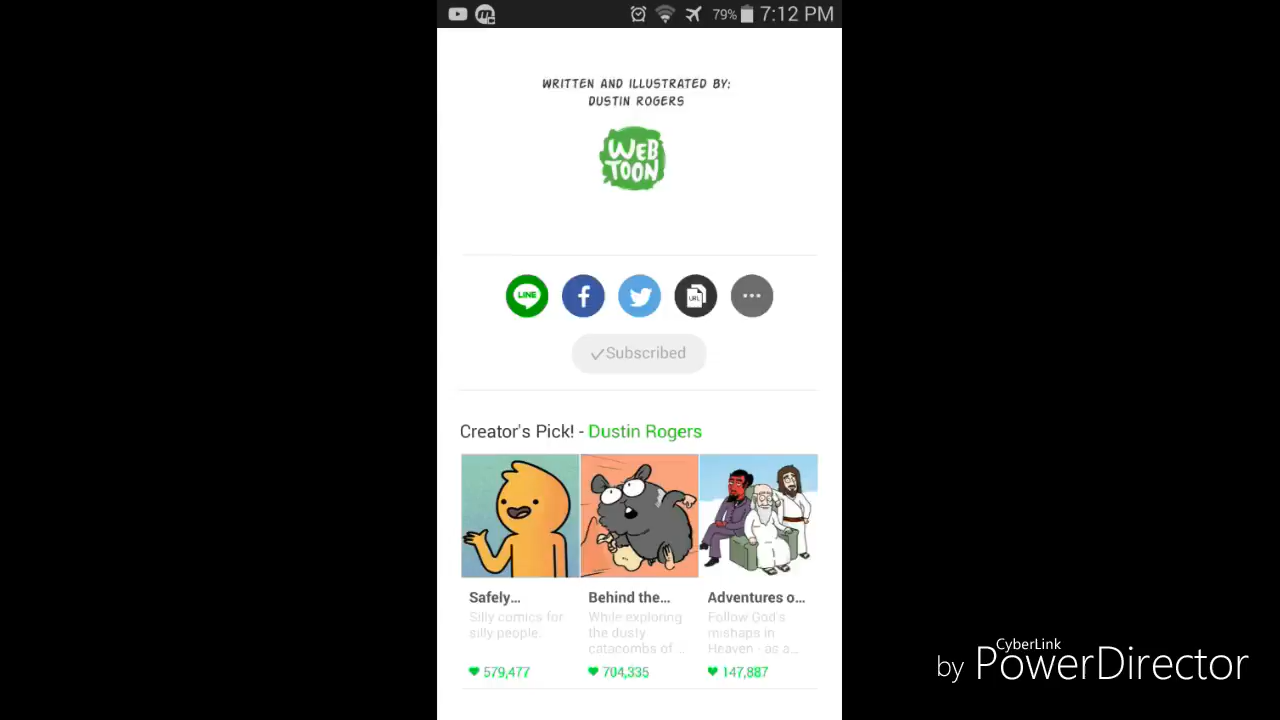 79% 7:12 PM
WRITTEN AND ILLUSTRATED BY:
DUSTIN ROGERS
WEB
TOON
LINE
f
URL
Subscribed
Creator's Pick! - Dustin Rogers
Safely...
Silly comics for
silly people.
579,477
Behind the...
While exploring
the dusty
catacombs of ...
704,335
Adventures o...
Follow God's
mishaps in
Heaven - as a...
147,887
CyberLink
by PowerDirector